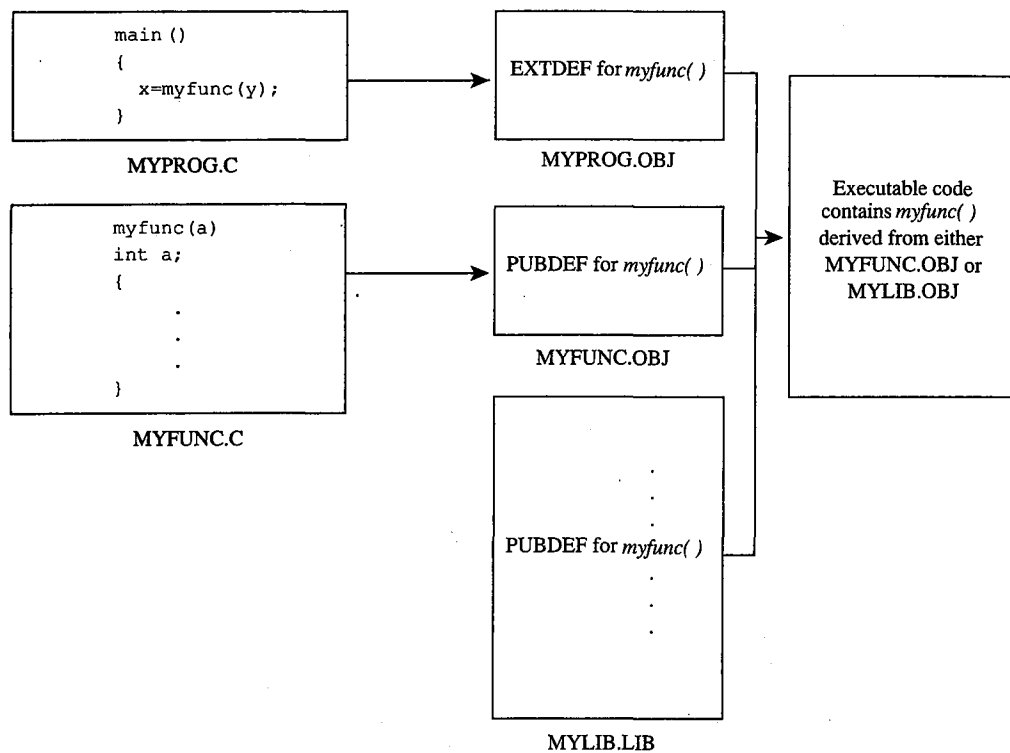 main ()
{
x=myfunc(y);
}
MYPROG.C
EXTDEF for myfunc( )
MYPROG.OBJ
myfunc(a)
int a;
{
.
.
.
}
MYFUNC.C
PUBDEF for myfunc( )
MYFUNC.OBJ
.
.
.
PUBDEF for myfunc( )
.
.
.
MYLIB.LIB
Executable code
contains myfunc( )
derived from either
MYFUNC.OBJ or
MYLIB.OBJ